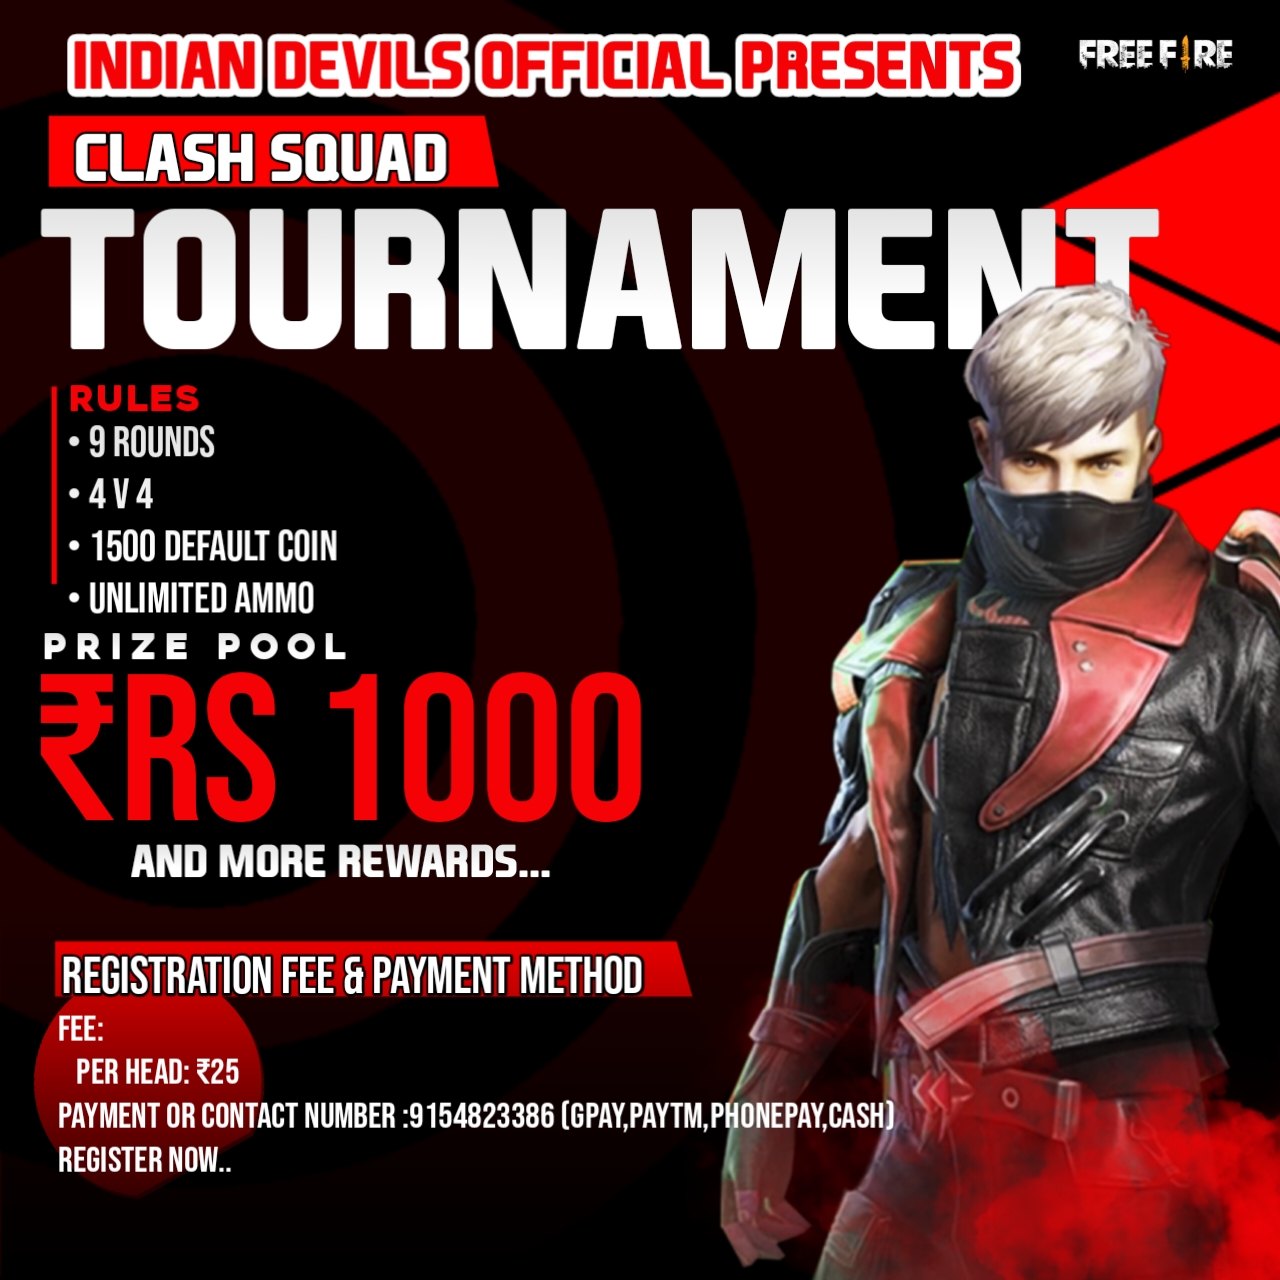 INDIAN DEVILS OFFICIAL PRESENTS
FREE FIRE
CLASH SQUAD
TOURNAMENT
RULES
• 9 ROUNDS
• 4 V 4
• 1500 DEFAULT COIN
• UNLIMITED AMMO
PRIZE POOL
₹RS 1000
AND MORE REWARDS...
REGISTRATION FEE & PAYMENT METHOD
FEE:
PER HEAD: ₹25
PAYMENT OR CONTACT NUMBER :9154823386 (GPAY,PAYTM,PHONEPAY,CASH)
REGISTER NOW..